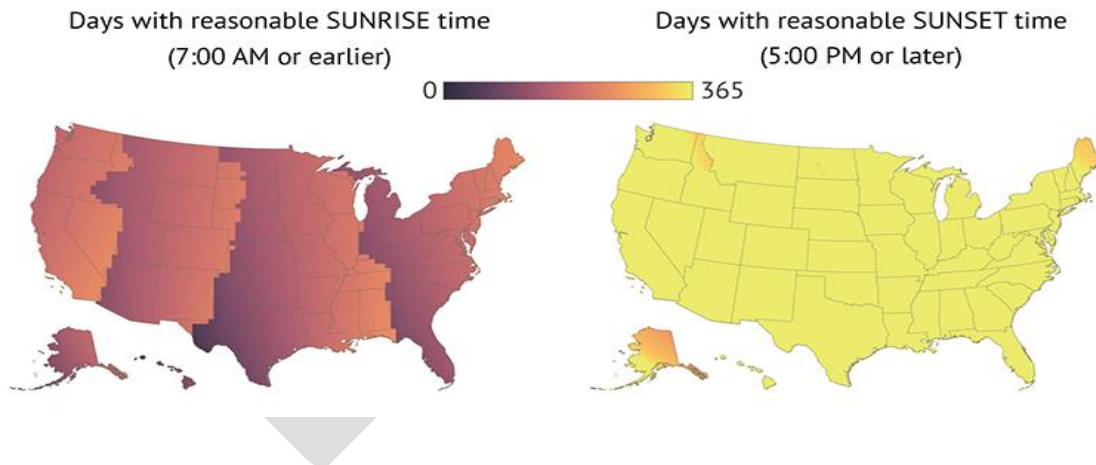 Days with reasonable SUNRISE time
(7:00 AM or earlier)
Days with reasonable SUNSET time
(5:00 PM or later)
0 365